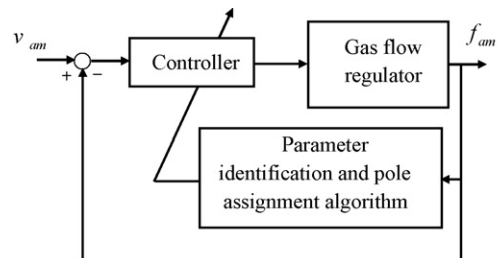 v am
f am
+
−
Controller
Gas flow
regulator
Parameter
identification and pole
assignment algorithm